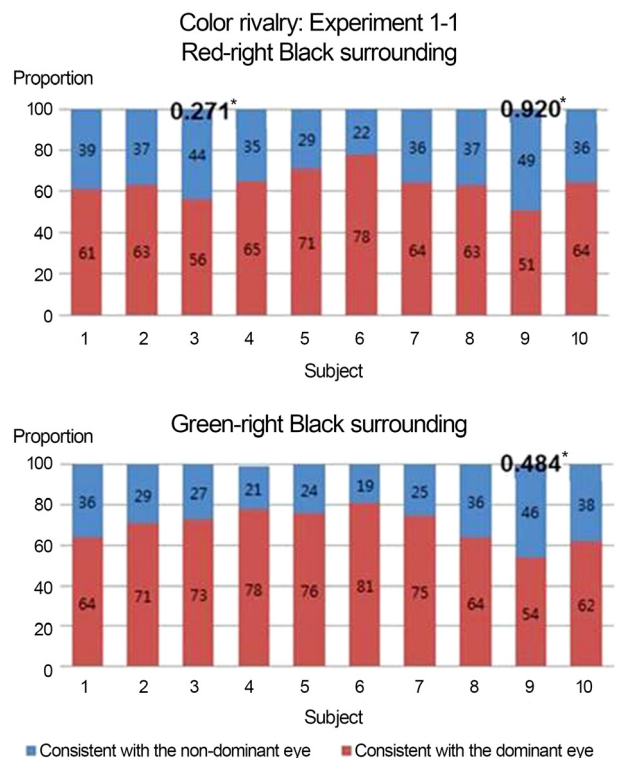 Color rivalry: Experiment 1-1
Red-right Black surrounding
Proportion
100
80
60
40
20
0
0.271*
0.920*
39 37 44 35 29 22 36 37 49 36
61 63 56 65 71 78 64 63 51 64
1 2 3 4 5 6 7 8 9 10
Subject
Green-right Black surrounding
Proportion
100
80
60
40
20
0
0.484*
36 29 27 21 24 19 25 36 46 38
64 71 73 78 76 81 75 64 54 62
1 2 3 4 5 6 7 8 9 10
Subject
Consistent with the non-dominant eye Consistent with the dominant eye